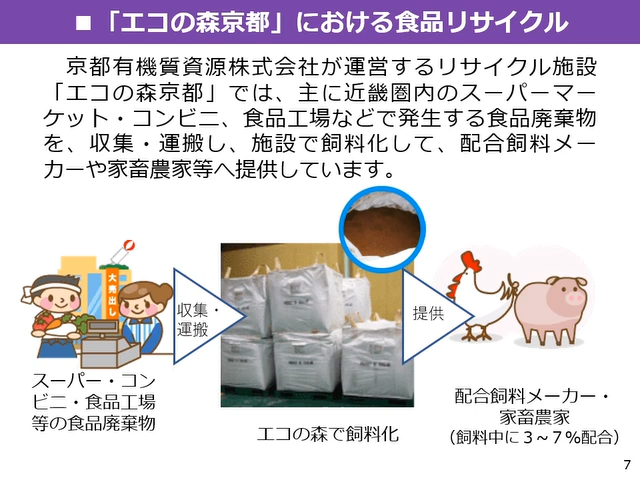 ■「エコの森京都」における食品リサイクル
京都有機質資源株式会社が運営するリサイクル施設
「エコの森京都」では、主に近畿圏内のスーパーマー
ケット・コンビニ、食品工場などで発生する食品廃棄物
を、収集・運搬し、施設で飼料化して、配合飼料メー
カーや家畜農家等へ提供しています。
大売出し
収集・
運搬
提供
スーパー・コン
ビニ・食品工場
等の食品廃棄物
エコの森で飼料化
配合飼料メーカー・
家畜農家
（飼料中に３～７％配合）
7